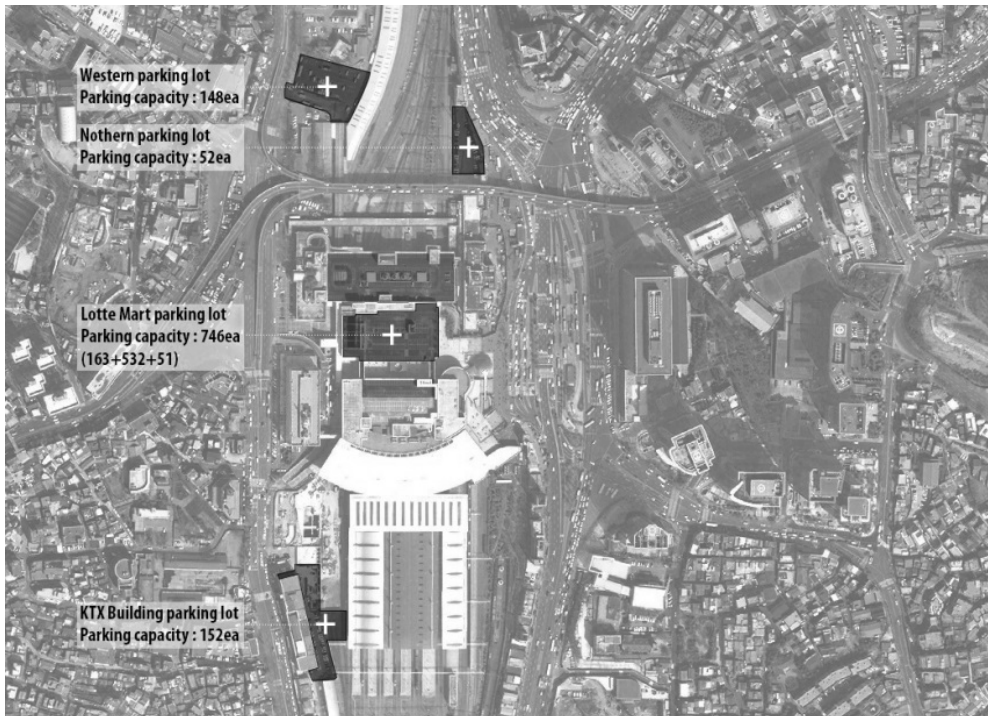 Western parking lot
Parking capacity : 148ea
Nothern parking lot
Parking capacity : 52ea
Lotte Mart parking lot
Parking capacity : 746ea
(163+532+51)
KTX Building parking lot
Parking capacity : 152ea